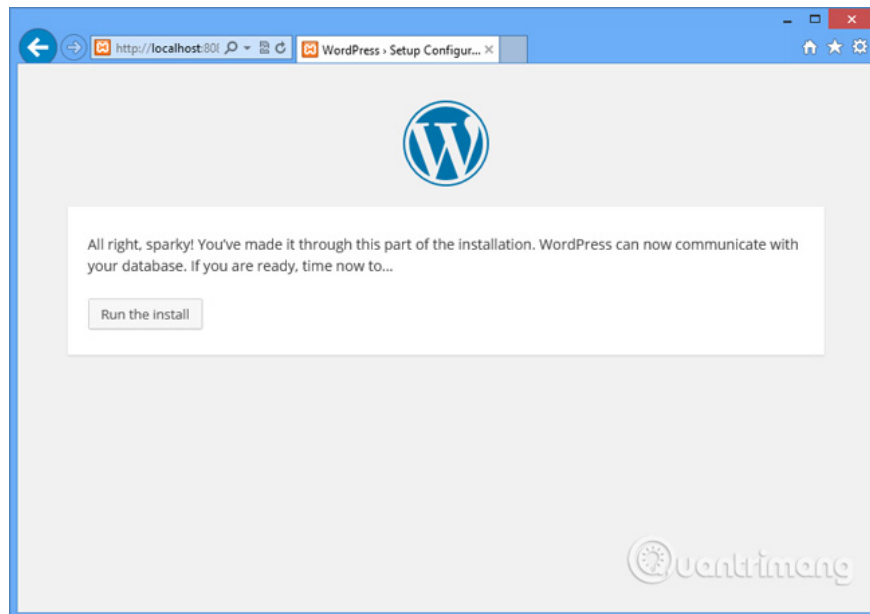 http://localhost:808
WordPress › Setup Configur...
All right, sparky! You've made it through this part of the installation. WordPress can now communicate with
your database. If you are ready, time now to...
Run the install
Quantrimang